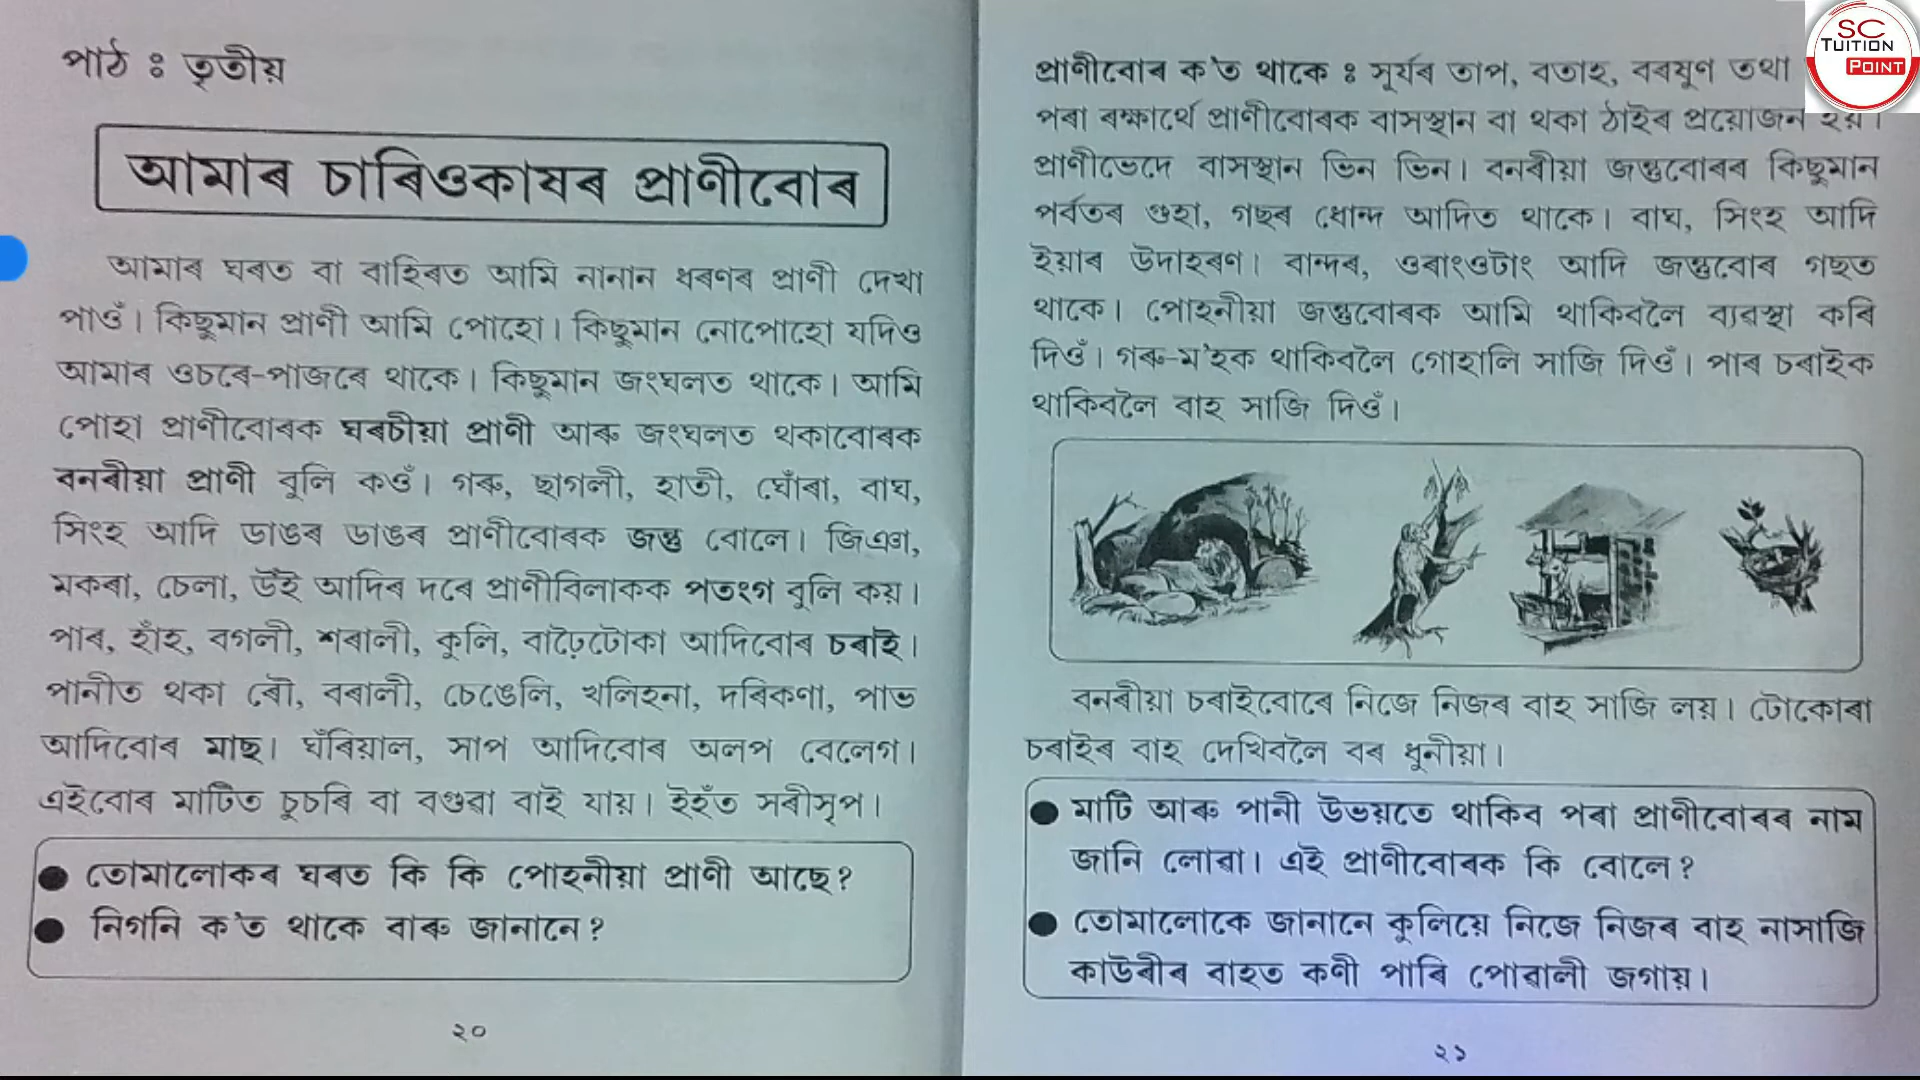 পাঠ ঃ তৃতীয়
আমাৰ চাৰিওকাষৰ প্ৰাণীবোৰ
আমাৰ ঘৰত বা বাহিৰত আমি নানান ধৰণৰ প্ৰাণী দেখা
পাওঁ। কিছুমান প্ৰাণী আমি পোহো। কিছুমান নোপোহো যদিও
আমাৰ ওচৰে-পাজৰে থাকে। কিছুমান জংঘলত থাকে। আমি
পোহা প্ৰাণীবোৰক ঘৰচীয়া প্ৰাণী আৰু জংঘলত থকাবোৰক
বনৰীয়া প্ৰাণী বুলি কওঁ। গৰু, ছাগলী, হাতী, ঘোঁৰা, বাঘ,
সিংহ আদি ডাঙৰ ডাঙৰ প্ৰাণীবোৰক জন্তু বোলে। জিঞা,
মকৰা, চেলা, উঁই আদিৰ দৰে প্ৰাণীবিলাকক পতংগ বুলি কয়।
পাৰ, হাঁহ, বগলী, শৰালী, কুলি, বাঢ়ৈটোকা আদিবোৰ চৰাই।
পানীত থকা ৰৌ, বৰালী, চেঙেলি, খলিহনা, দৰিকণা, পাভ
আদিবোৰ মাছ। ঘঁৰিয়াল, সাপ আদিবোৰ অলপ বেলেগ।
এইবোৰ মাটিত চুচৰি বা বগুৱা বাই যায়। ইহঁত সৰীসৃপ।
● তোমালোকৰ ঘৰত কি কি পোহনীয়া প্ৰাণী আছে?
● নিগনি ক'ত থাকে বাৰু জানানে?
২০
প্ৰাণীবোৰ ক'ত থাকে ঃ সূৰ্যৰ তাপ, বতাহ, বৰষুণ তথা
পৰা ৰক্ষাৰ্থে প্ৰাণীবোৰক বাসস্থান বা থকা ঠাইৰ প্ৰয়োজন হয়।
প্ৰাণীভেদে বাসস্থান ভিন ভিন। বনৰীয়া জন্তুবোৰৰ কিছুমান
পৰ্বতৰ গুহা, গছৰ ধোন্দ আদিত থাকে। বাঘ, সিংহ আদি
ইয়াৰ উদাহৰণ। বান্দৰ, ওৰাংওটাং আদি জন্তুবোৰ গছত
থাকে। পোহনীয়া জন্তুবোৰক আমি থাকিবলৈ ব্যৱস্থা কৰি
দিওঁ। গৰু-ম'হক থাকিবলৈ গোহালি সাজি দিওঁ। পাৰ চৰাইক
থাকিবলৈ বাহ সাজি দিওঁ।
বনৰীয়া চৰাইবোৰে নিজে নিজৰ বাহ সাজি লয়। টোকোৰা
চৰাইৰ বাহ দেখিবলৈ বৰ ধুনীয়া।
● মাটি আৰু পানী উভয়তে থাকিব পৰা প্ৰাণীবোৰৰ নাম
জানি লোৱা। এই প্ৰাণীবোৰক কি বোলে?
● তোমালোকে জানানে কুলিয়ে নিজে নিজৰ বাহ নাসাজি
কাউৰীৰ বাহত কণী পাৰি পোৱালী জগায়।
২১
SC
TUITION
POINT